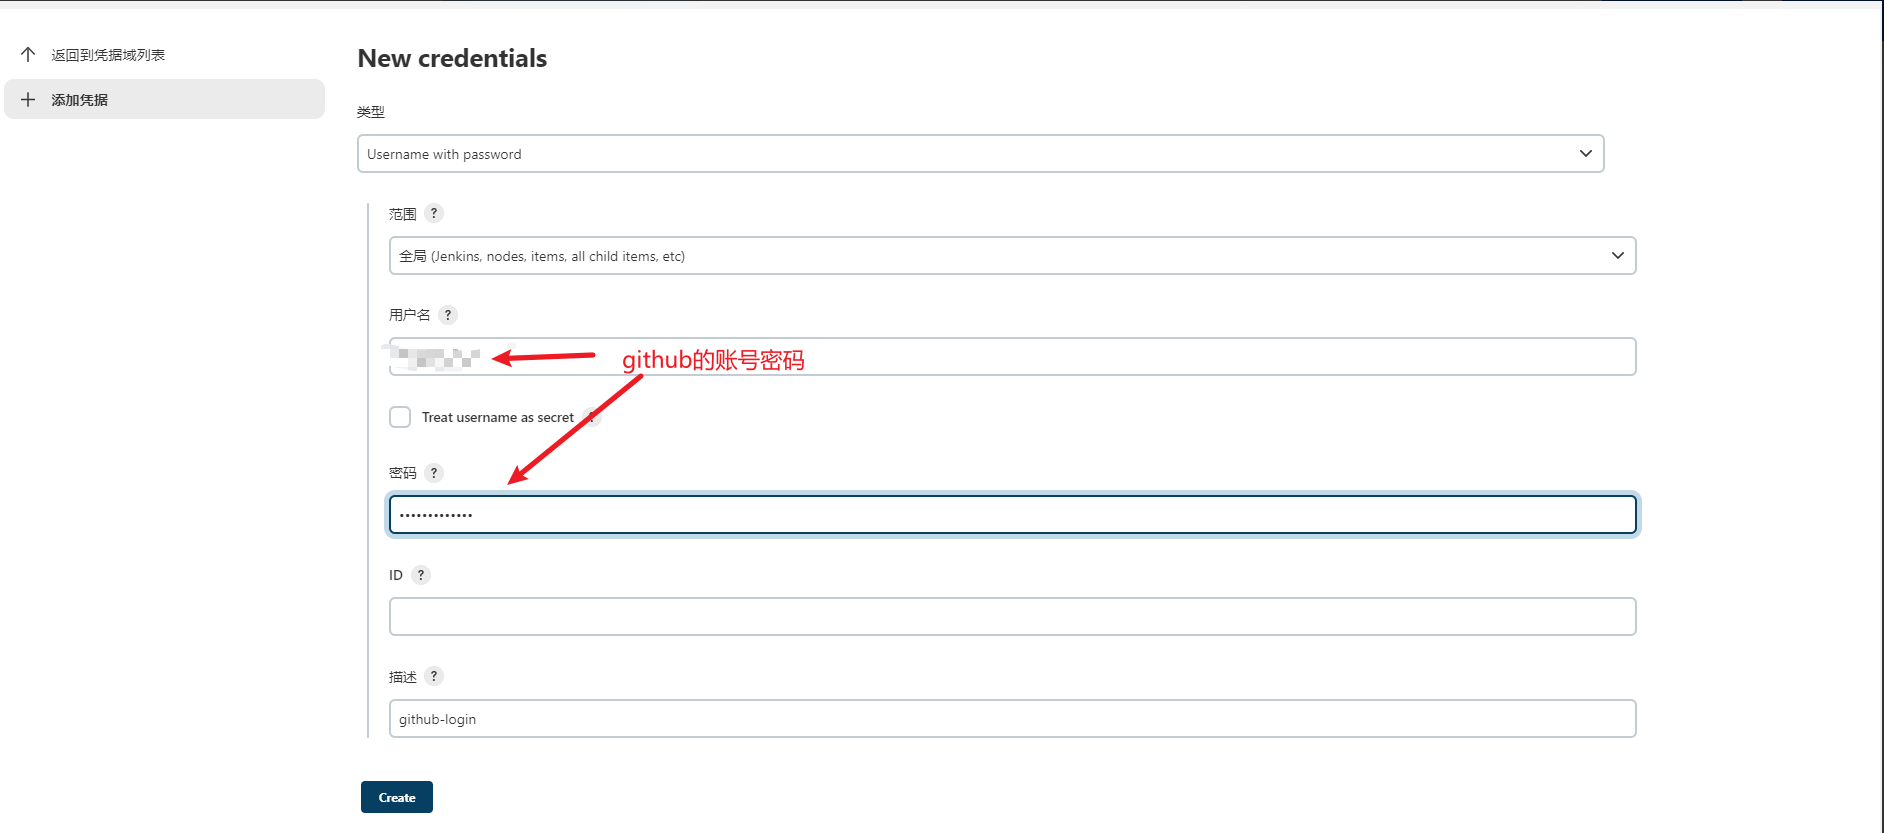 返回到凭据域列表
添加凭据
New credentials
类型
Username with password
范围 ?
全局 (Jenkins, nodes, items, all child items, etc)
用户名 ?
github的账号密码
Treat username as secret
密码 ?
•••••••••••••
ID ?
描述 ?
github-login
Create